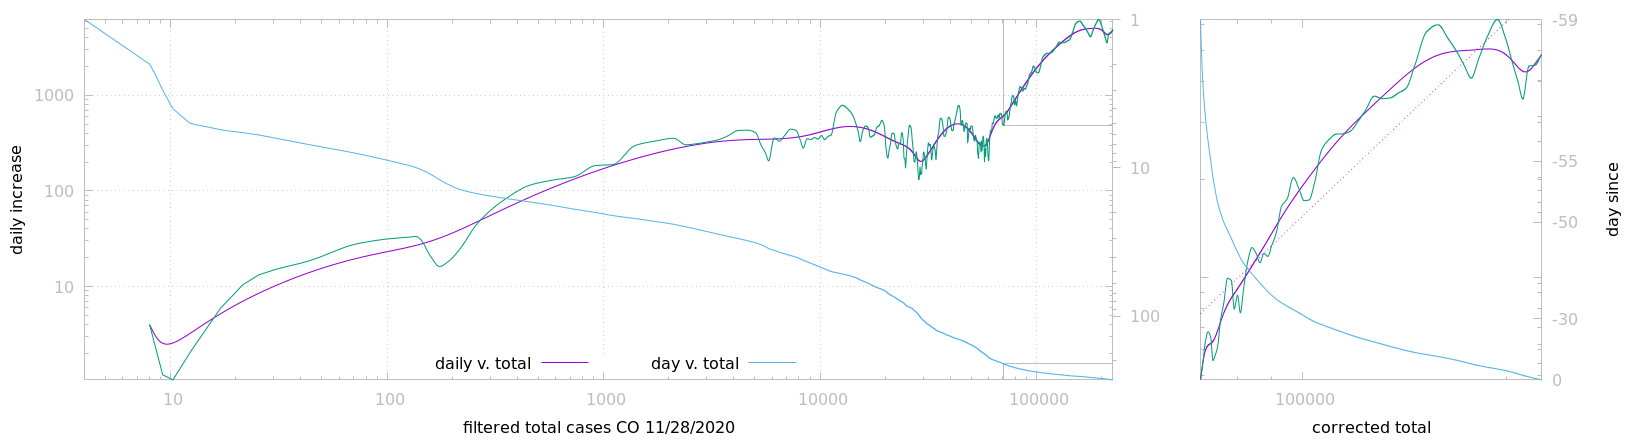 1
-59
1000
daily increase
100
10
10
-55
-50
day since
100
-30
daily v. total
day v. total
0
10
100
1000
10000
100000
100000
filtered total cases CO 11/28/2020
corrected total